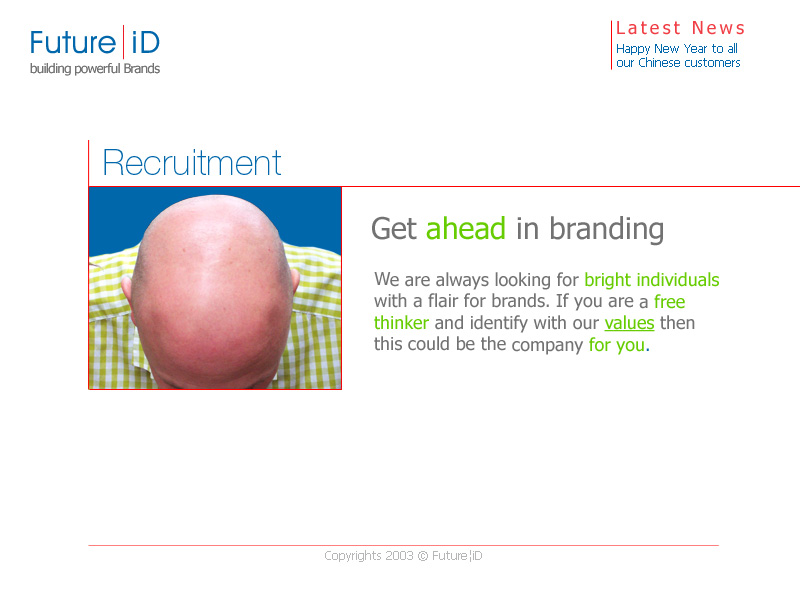 Future|iD
building powerful Brands
Latest News
Happy New Year to all
our Chinese customers
Recruitment
Get ahead in branding
We are always looking for bright individuals
with a flair for brands. If you are a free
thinker and identify with our values then
this could be the company for you.
Copyrights 2003 © Future|iD